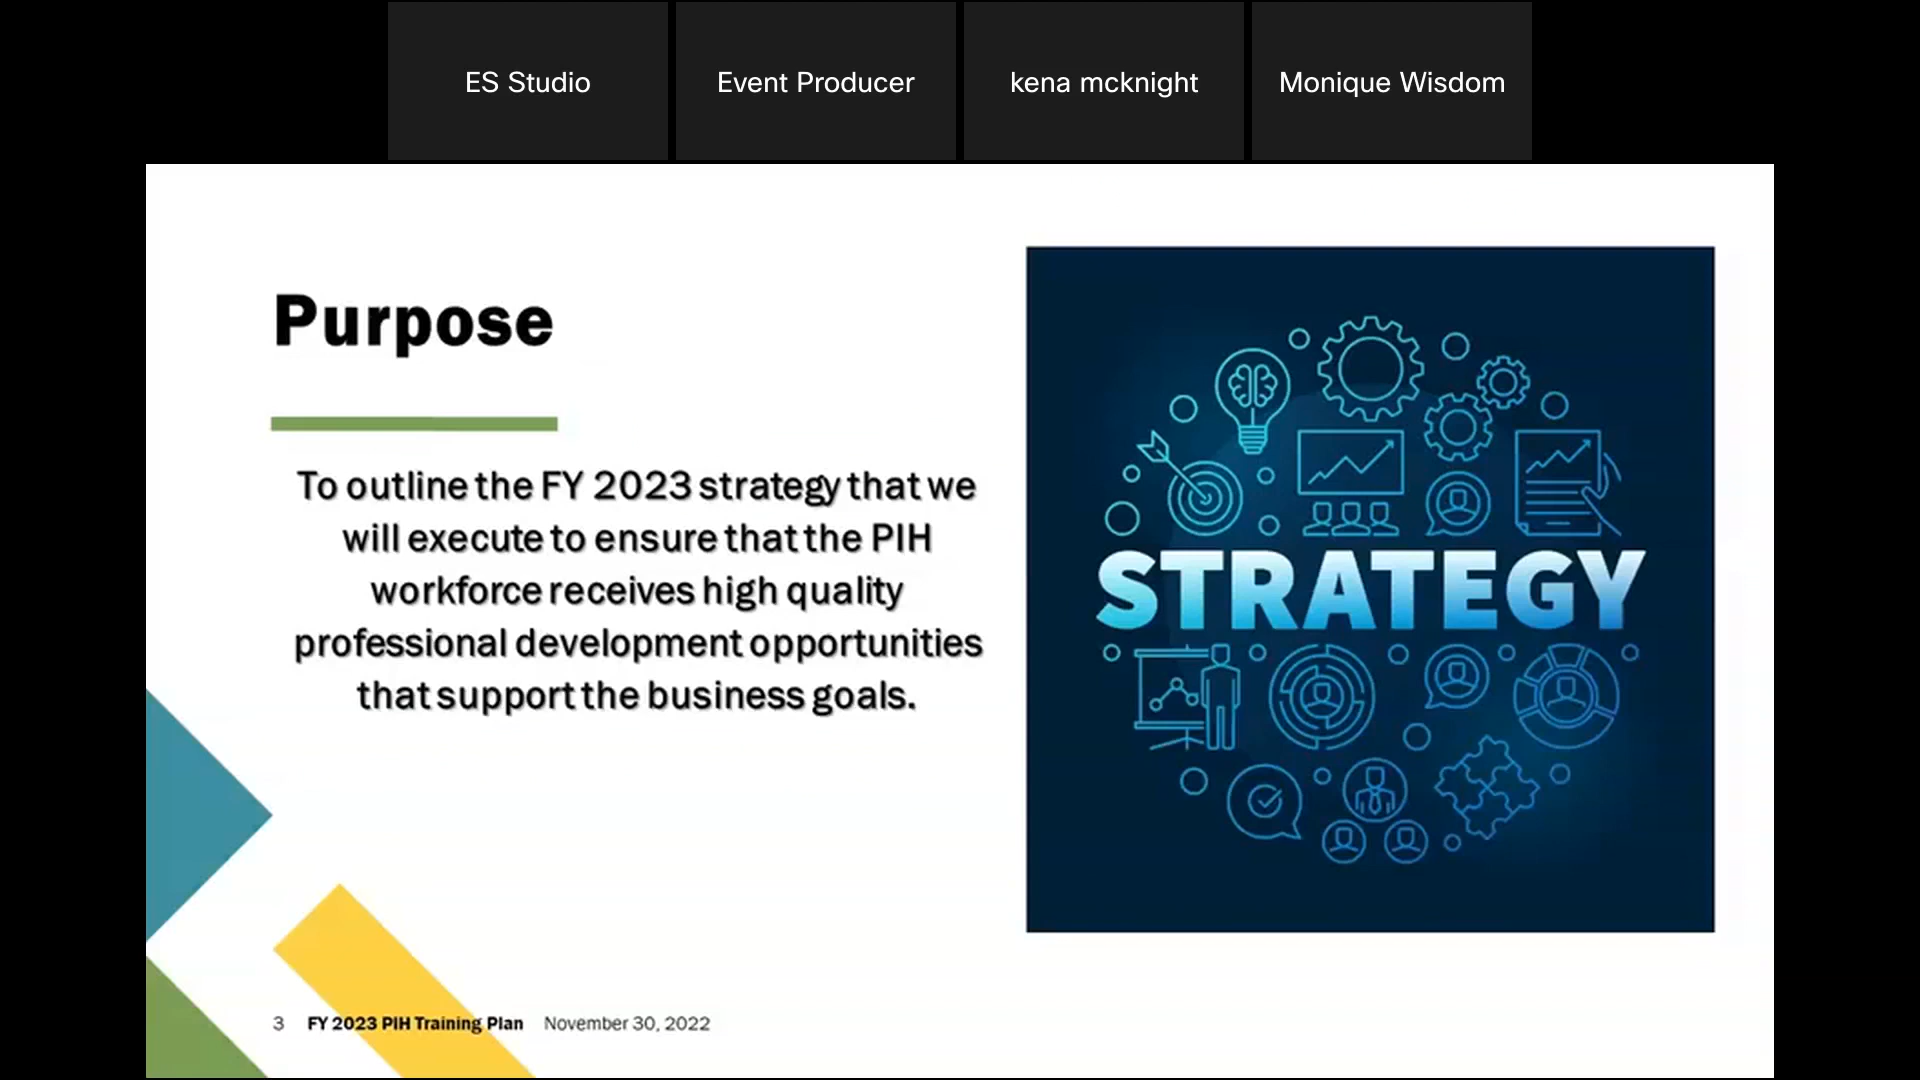 ES Studio
Event Producer
kena mcknight
Monique Wisdom
Purpose
To outline the FY 2023 strategy that we
will execute to ensure that the PIH
workforce receives high quality
professional development opportunities
that support the business goals.
STRATEGY
3 FY 2023 PIH Training Plan November 30, 2022